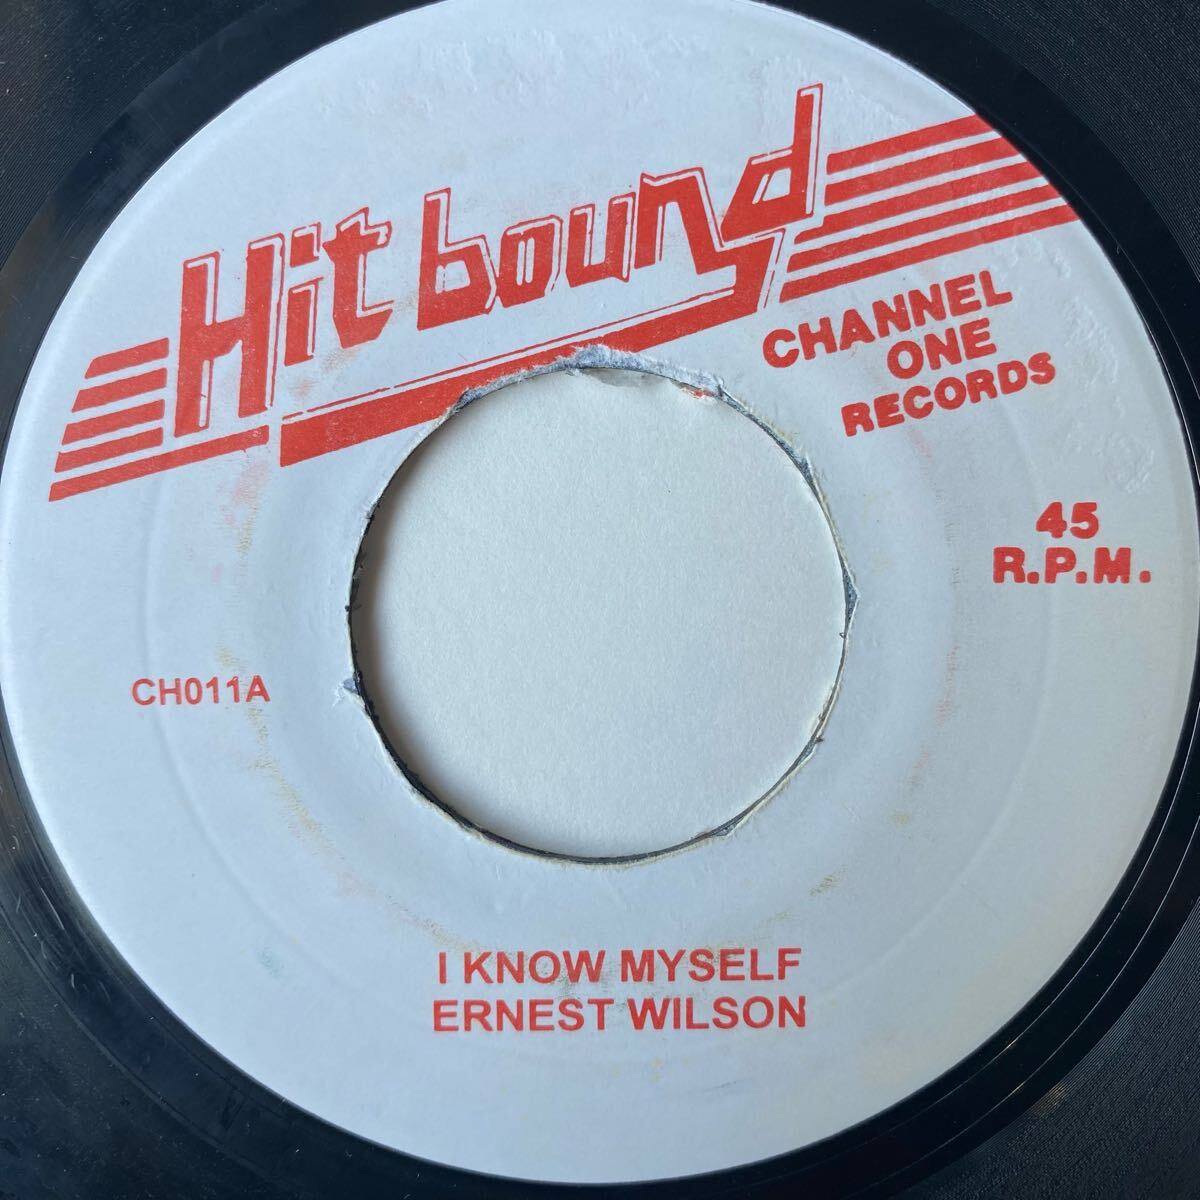 Hit bound
CHANNEL
ONE
RECORDS
45
R.P.M.
CH011A
I KNOW MYSELF
ERNEST WILSON